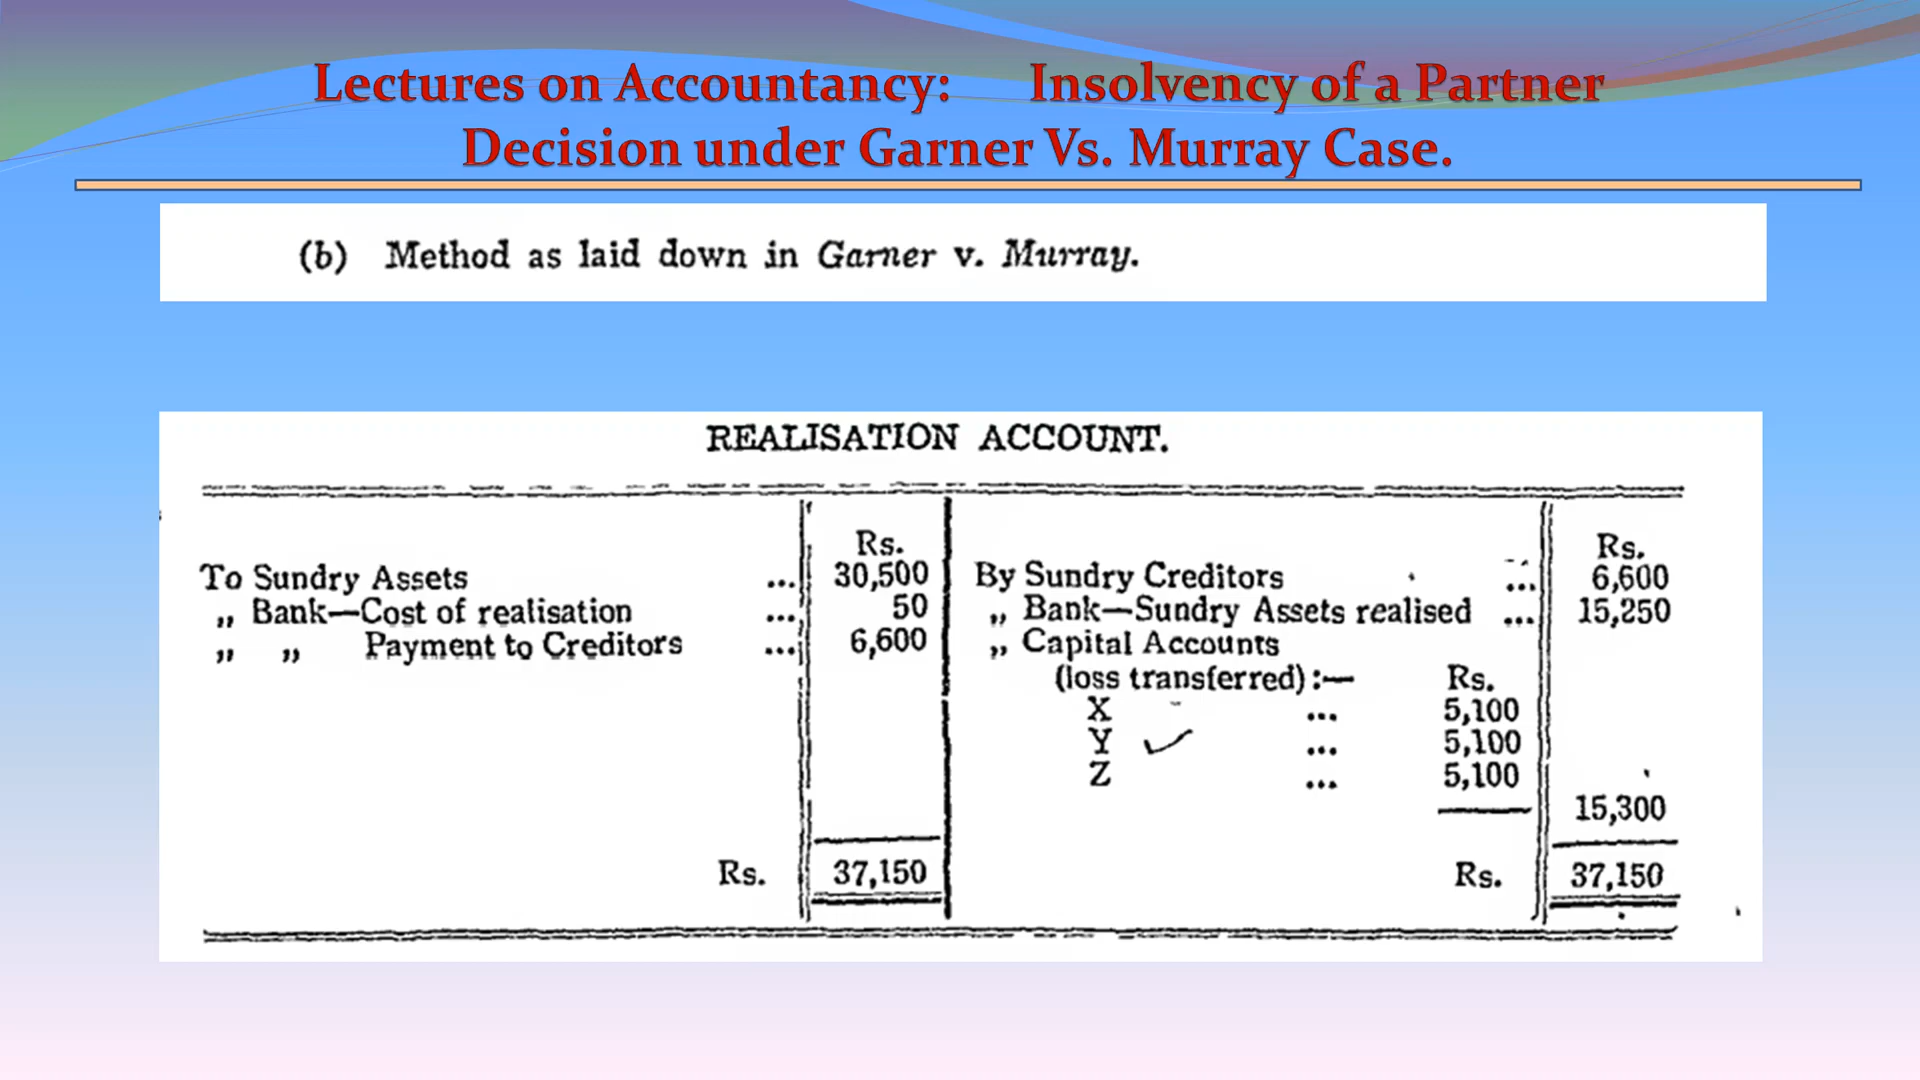 Lectures on Accountancy: Insolvency of a Partner
Decision under Garner Vs. Murray Case.
(b) Method as laid down in Garner v. Murray.
REALISATION ACCOUNT.
Rs. Rs.
To Sundry Assets ... 30,500 By Sundry Creditors ... 6,600
,, Bank—Cost of realisation ... 50 ,, Bank—Sundry Assets realised ... 15,250
,, ,, Payment to Creditors ... 6,600 ,, Capital Accounts
(loss transferred) :— Rs.
X ... 5,100
Y ... 5,100
Z ... 5,100
15,300
Rs. 37,150 Rs. 37,150